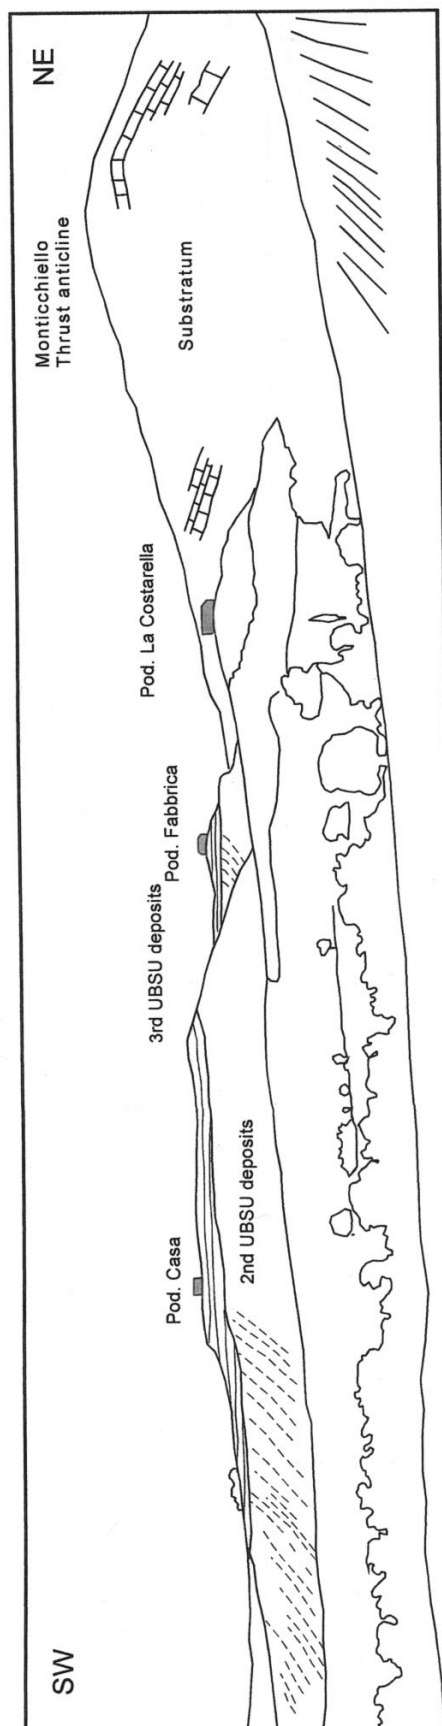 SW
NE
Monticchiello
Thrust anticline
Substratum
Pod. La Costarella
Pod. Fabbrica
3rd UBSU deposits
Pod. Casa
2nd UBSU deposits